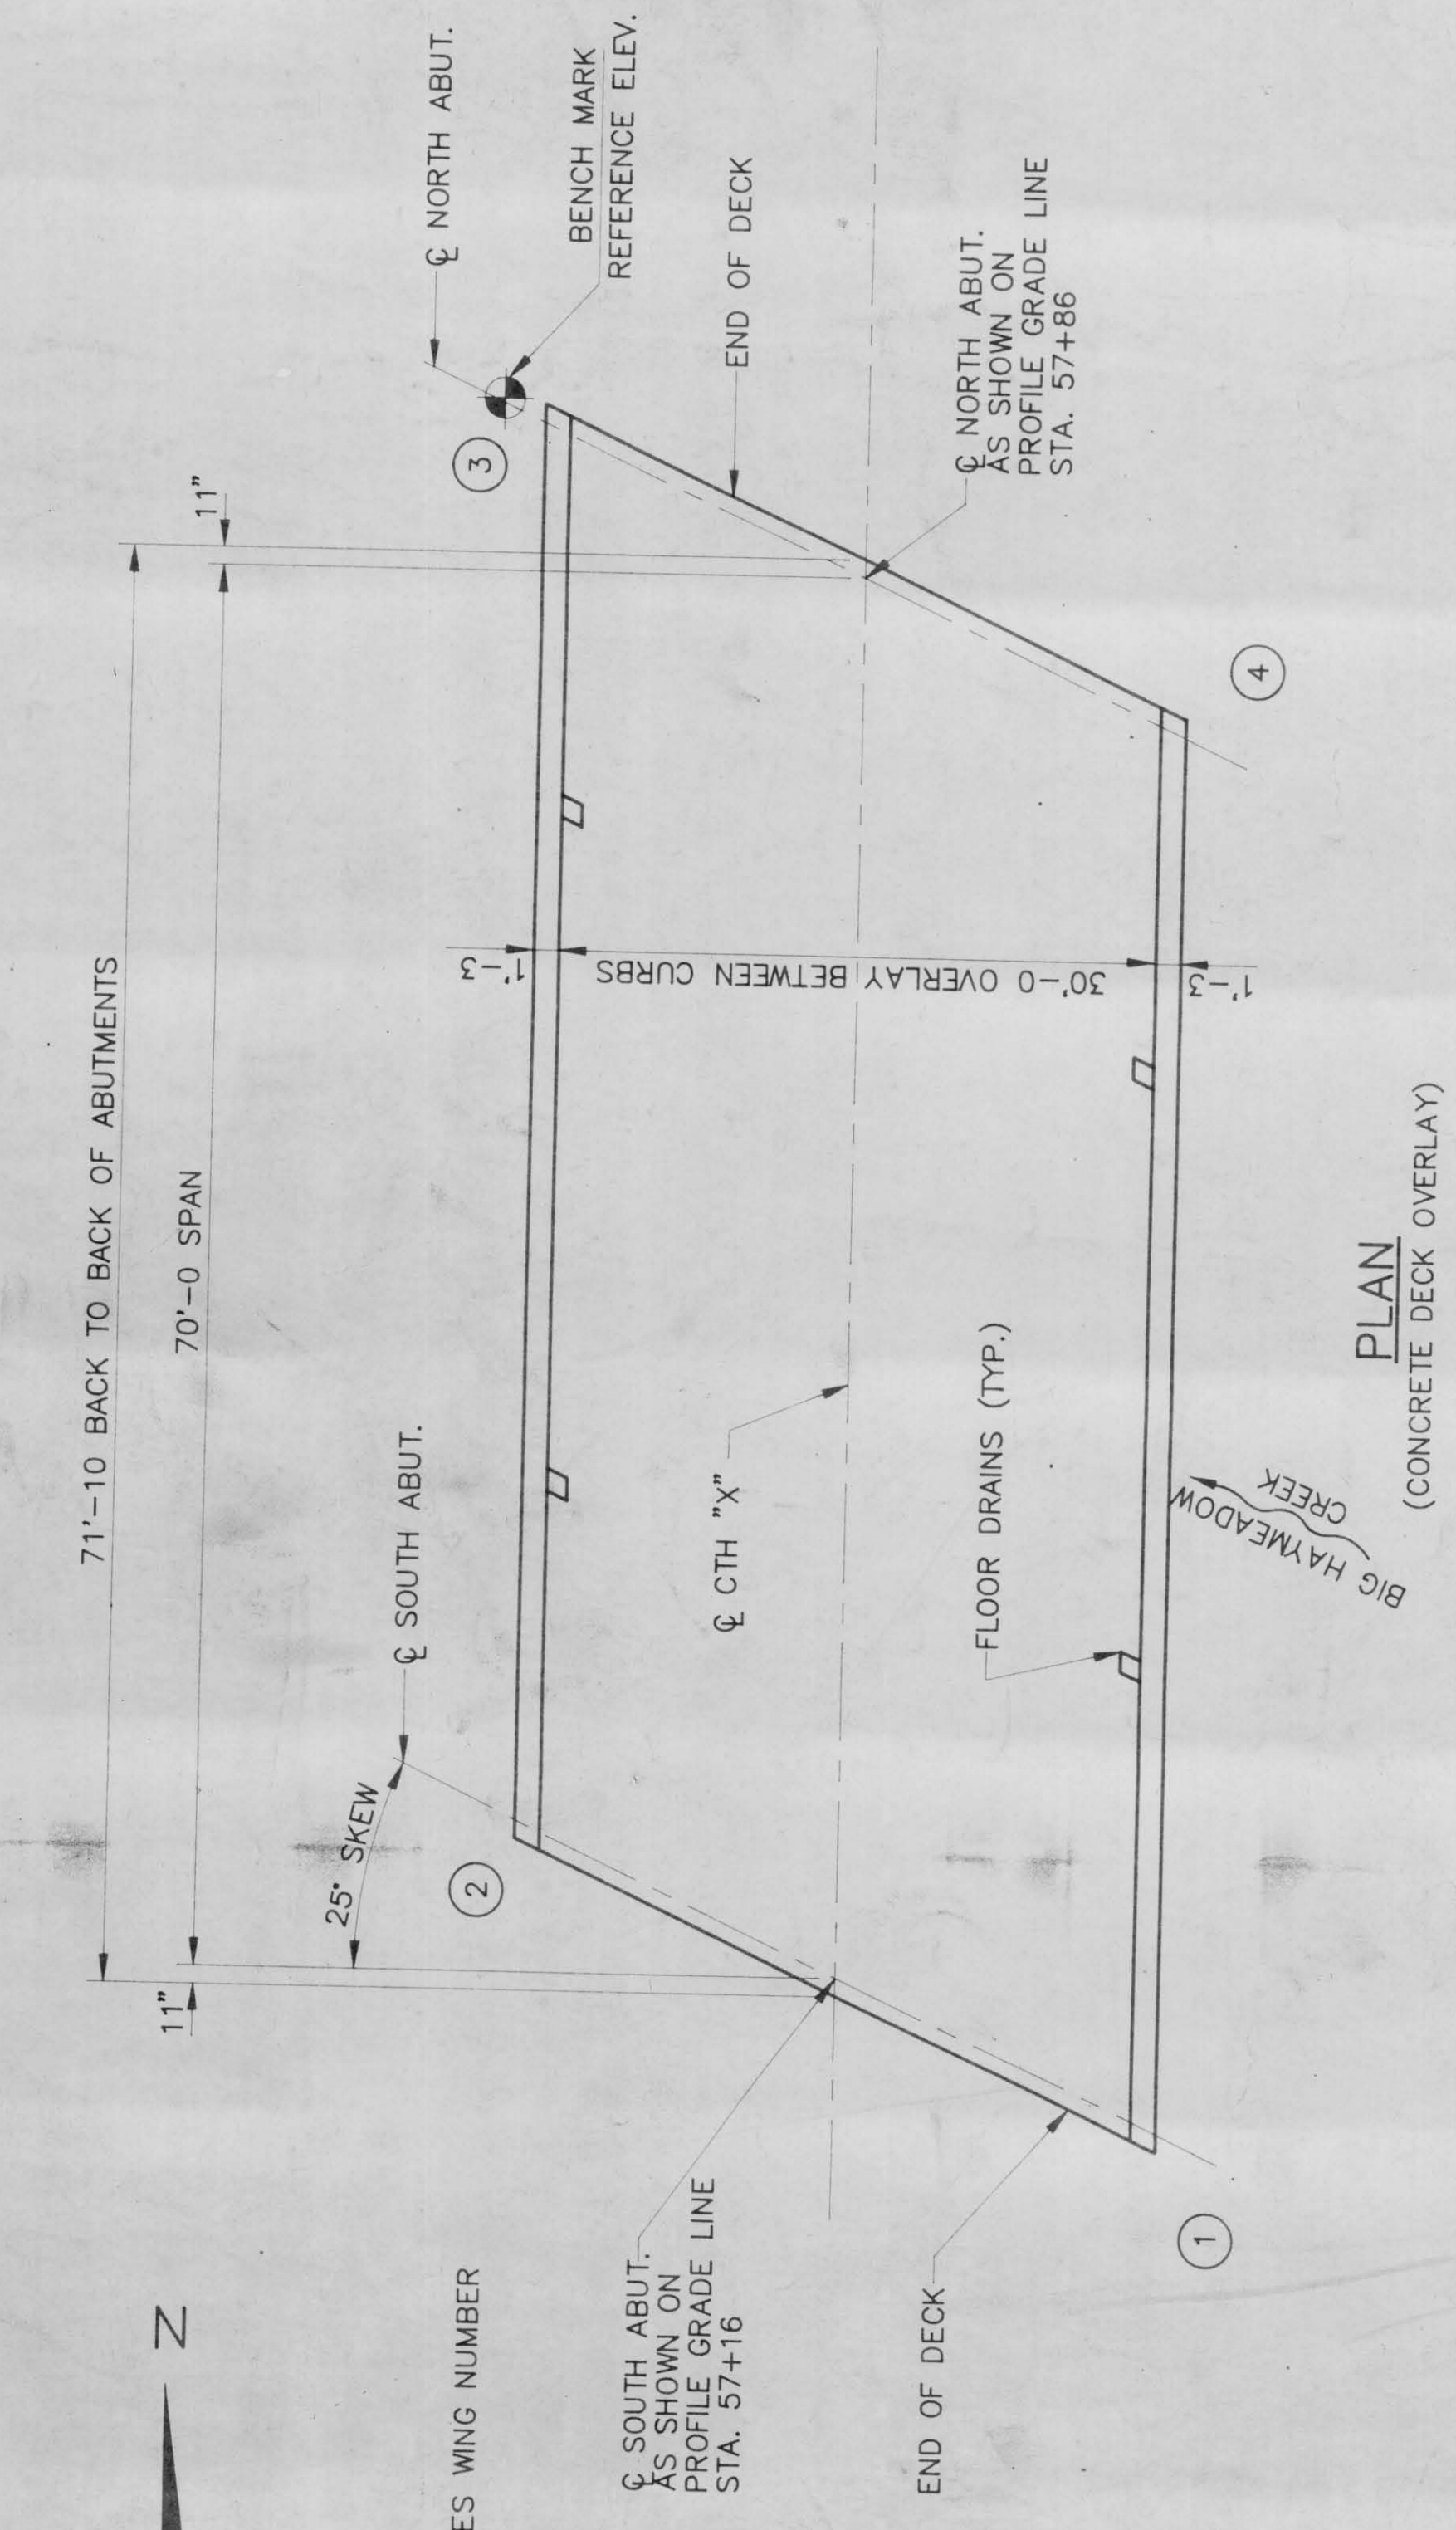 71'-10 BACK TO BACK OF ABUTMENTS
11"
70'-0 SPAN
11"
N
25° SKEW
℄ SOUTH ABUT.
℄ NORTH ABUT.
BENCH MARK
REFERENCE ELEV.
2
3
ES WING NUMBER
1'-3
30'-0 OVERLAY BETWEEN CURBS
1'-3
END OF DECK
℄ CTH "X"
℄ SOUTH ABUT.
AS SHOWN ON
PROFILE GRADE LINE
STA. 57+16
℄ NORTH ABUT.
AS SHOWN ON
PROFILE GRADE LINE
STA. 57+86
FLOOR DRAINS (TYP.)
END OF DECK
1
4
BIG HAYMEADOW
CREEK
PLAN
(CONCRETE DECK OVERLAY)